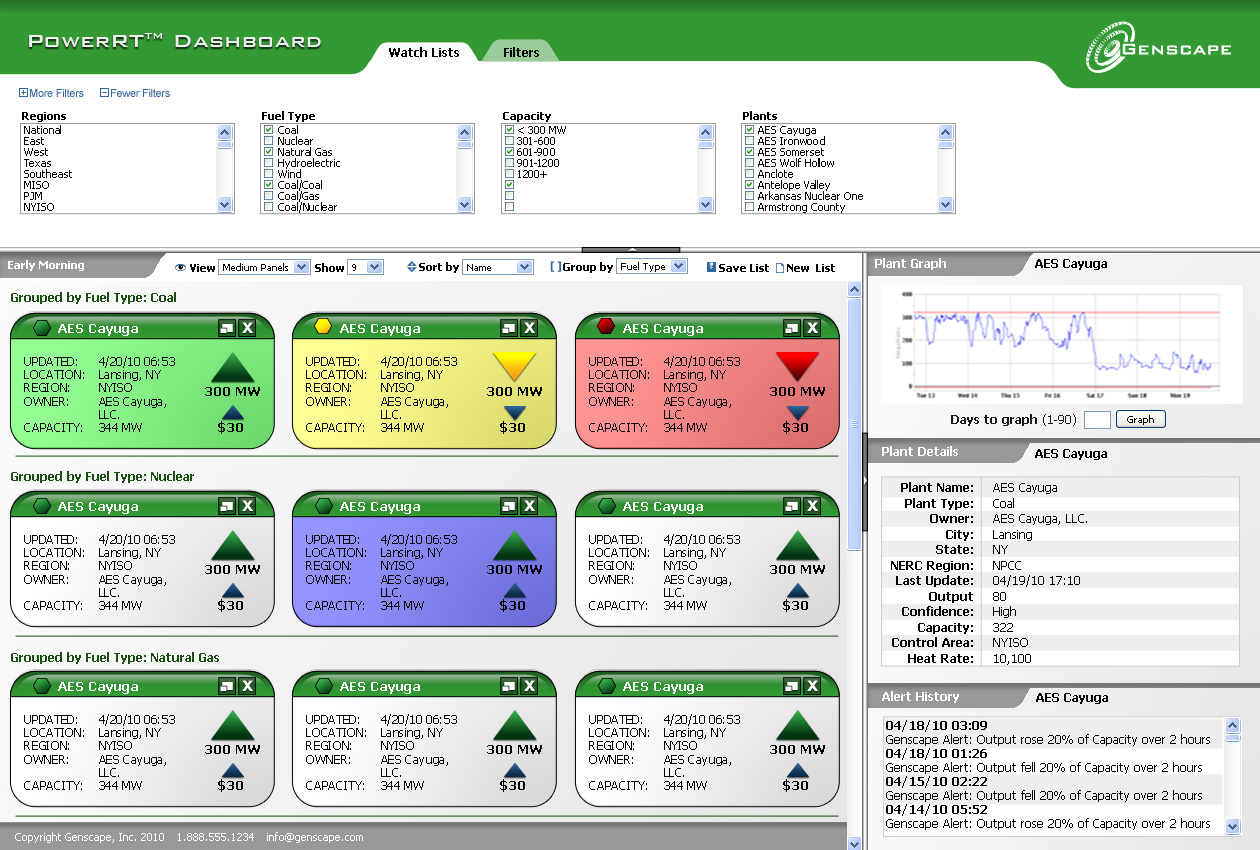 PowerRT™ Dashboard
Watch Lists
Filters
Genscape
More Filters
Fewer Filters
Regions
National
East
West
Texas
Southeast
MISO
PJM
NYISO
Fuel Type
Coal
Nuclear
Natural Gas
Hydroelectric
Wind
Coal/Coal
Coal/Gas
Coal/Nuclear
Capacity
< 300 MW
301-600
601-900
901-1200
1200+
Plants
AES Cayuga
AES Ironwood
AES Somerset
AES Wolf Hollow
Anclote
Antelope Valley
Arkansas Nuclear One
Armstrong County
Early Morning
View Medium Panels Show 9 Sort by Name Group by Fuel Type Save List New List
Grouped by Fuel Type: Coal
AES Cayuga
UPDATED: 4/20/10 06:53
LOCATION: Lansing, NY
REGION: NYISO
OWNER: AES Cayuga,
LLC.
CAPACITY: 344 MW
300 MW
$30
AES Cayuga
UPDATED: 4/20/10 06:53
LOCATION: Lansing, NY
REGION: NYISO
OWNER: AES Cayuga,
LLC.
CAPACITY: 344 MW
300 MW
$30
AES Cayuga
UPDATED: 4/20/10 06:53
LOCATION: Lansing, NY
REGION: NYISO
OWNER: AES Cayuga,
LLC.
CAPACITY: 344 MW
300 MW
$30
Grouped by Fuel Type: Nuclear
AES Cayuga
UPDATED: 4/20/10 06:53
LOCATION: Lansing, NY
REGION: NYISO
OWNER: AES Cayuga,
LLC.
CAPACITY: 344 MW
300 MW
$30
AES Cayuga
UPDATED: 4/20/10 06:53
LOCATION: Lansing, NY
REGION: NYISO
OWNER: AES Cayuga,
LLC.
CAPACITY: 344 MW
300 MW
$30
AES Cayuga
UPDATED: 4/20/10 06:53
LOCATION: Lansing, NY
REGION: NYISO
OWNER: AES Cayuga,
LLC.
CAPACITY: 344 MW
300 MW
$30
Grouped by Fuel Type: Natural Gas
AES Cayuga
UPDATED: 4/20/10 06:53
LOCATION: Lansing, NY
REGION: NYISO
OWNER: AES Cayuga,
LLC.
CAPACITY: 344 MW
300 MW
$30
AES Cayuga
UPDATED: 4/20/10 06:53
LOCATION: Lansing, NY
REGION: NYISO
OWNER: AES Cayuga,
LLC.
CAPACITY: 344 MW
300 MW
$30
AES Cayuga
UPDATED: 4/20/10 06:53
LOCATION: Lansing, NY
REGION: NYISO
OWNER: AES Cayuga,
LLC.
CAPACITY: 344 MW
300 MW
$30
Copyright Genscape, Inc. 2010 1.888.555.1234 info@genscape.com
Plant Graph AES Cayuga
400
300
200
100
0
Tue 13 Wed 14 Thu 15 Fri 16 Sat 17 Sun 18 Mon 19
Days to graph (1-90) Graph
Plant Details AES Cayuga
Plant Name: AES Cayuga
Plant Type: Coal
Owner: AES Cayuga, LLC.
City: Lansing
State: NY
NERC Region: NPCC
Last Update: 04/19/10 17:10
Output 80
Confidence: High
Capacity: 322
Control Area: NYISO
Heat Rate: 10,100
Alert History AES Cayuga
04/18/10 03:09
Genscape Alert: Output rose 20% of Capacity over 2 hours
04/18/10 01:26
Genscape Alert: Output fell 20% of Capacity over 2 hours
04/15/10 02:22
Genscape Alert: Output fell 20% of Capacity over 2 hours
04/14/10 05:52
Genscape Alert: Output rose 20% of Capacity over 2 hours